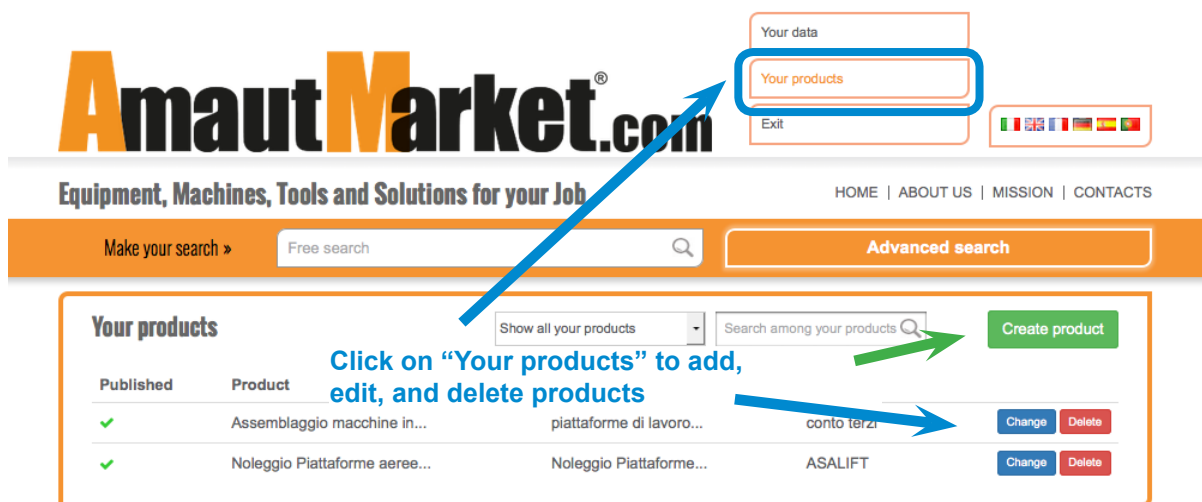 Your data
Your products
Exit
AmautMarket®.com
Equipment, Machines, Tools and Solutions for your Job
HOME | ABOUT US | MISSION | CONTACTS
Make your search »
Free search
Advanced search
Your products
Show all your products
Search among your products
Create product
Click on “Your products” to add,
edit, and delete products
Published Product
Assemblaggio macchine in... piattaforme di lavoro... conto terzi Change Delete
Noleggio Piattaforme aeree... Noleggio Piattaforme... ASALIFT Change Delete